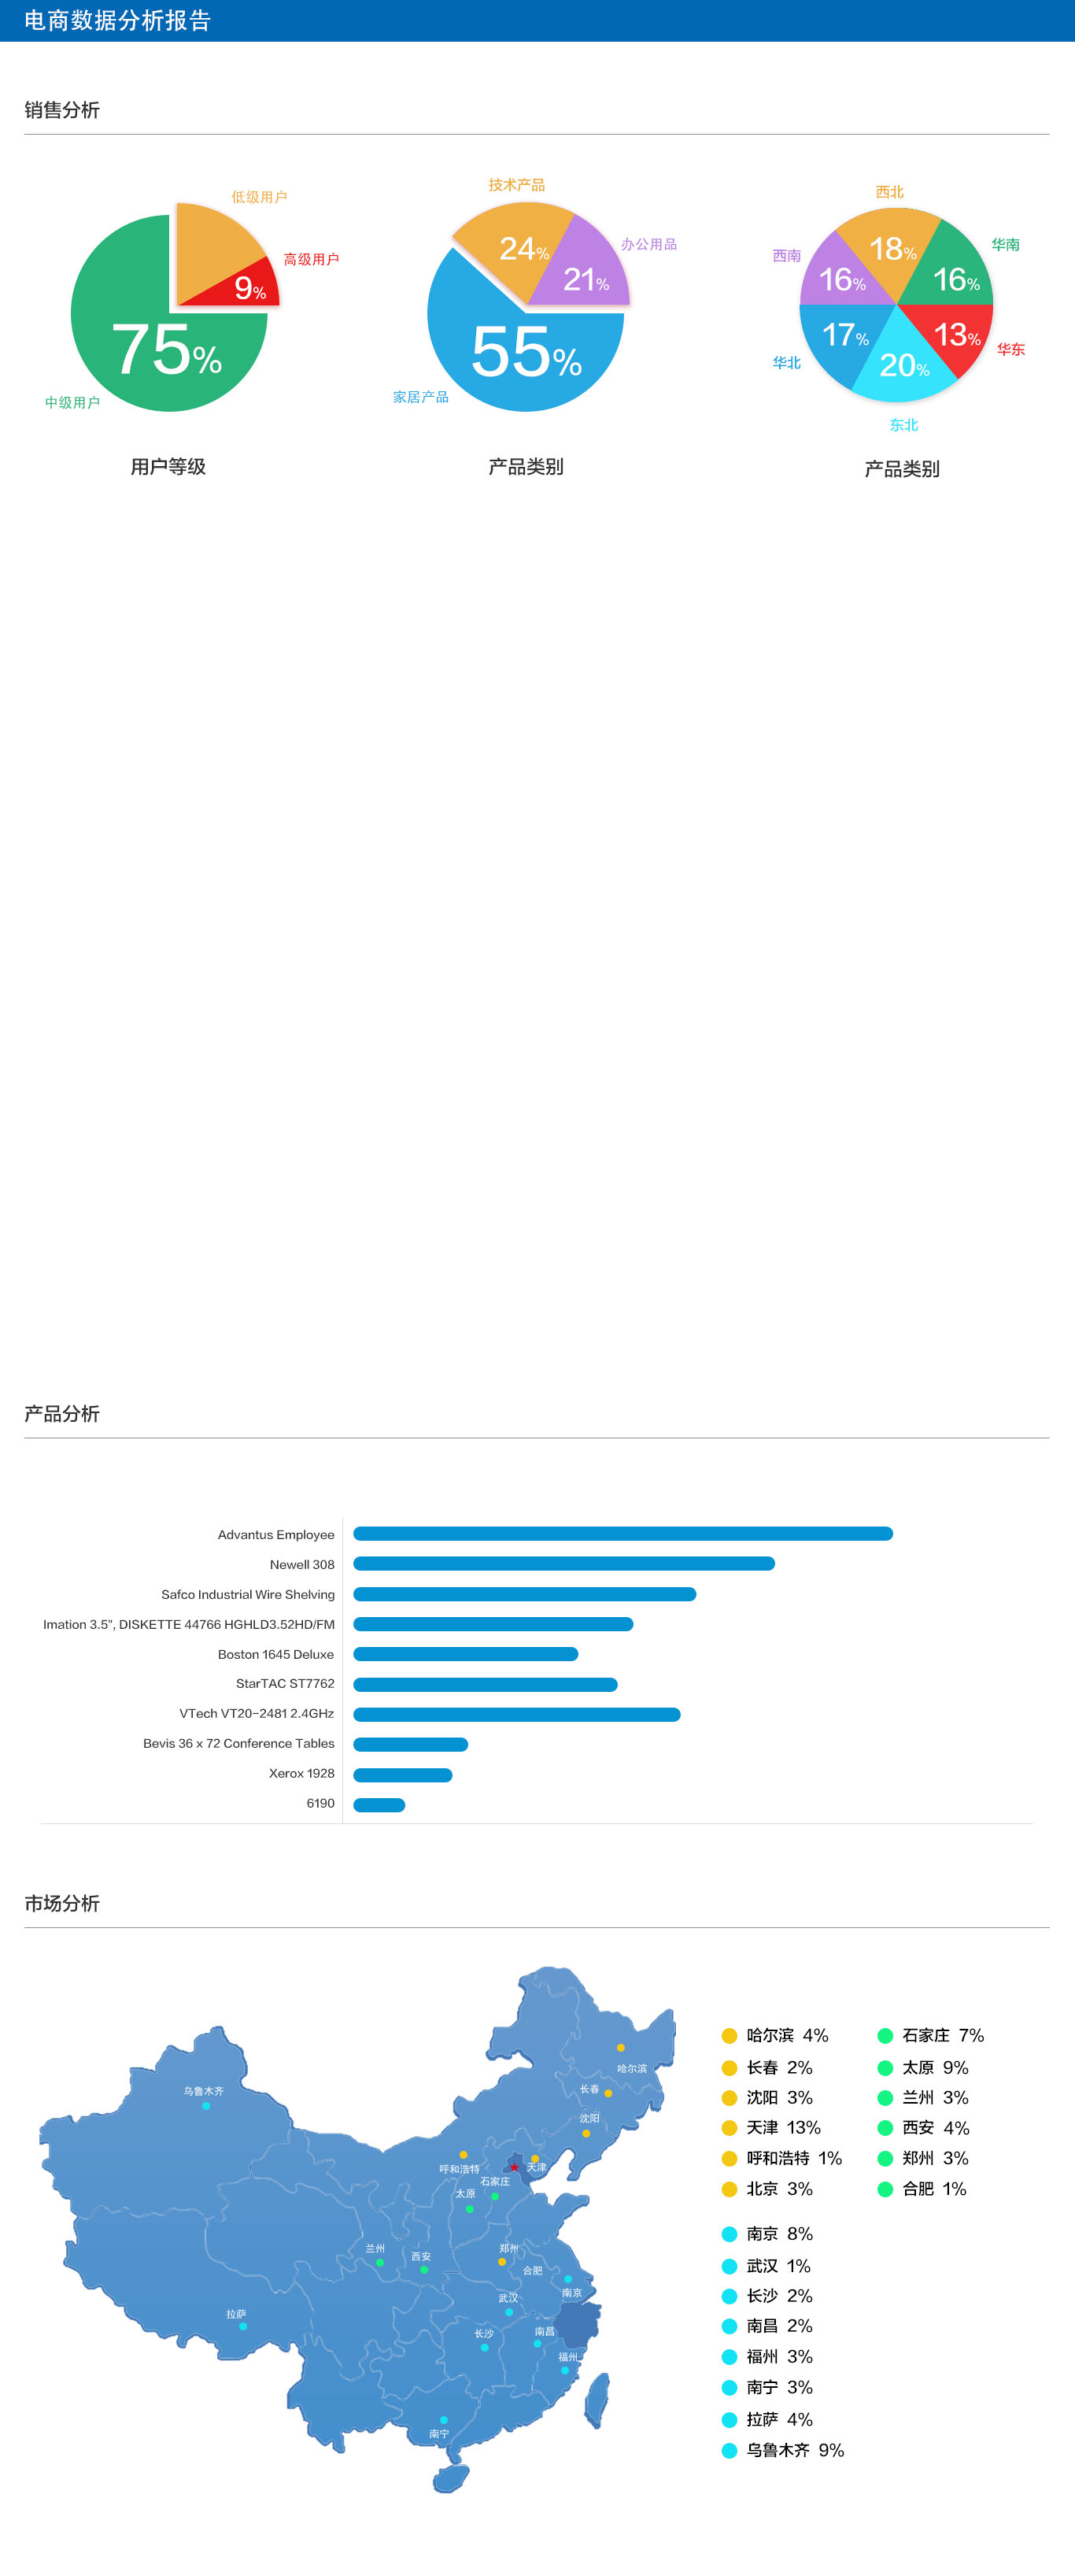 电商数据分析报告
销售分析
低级用户
高级用户
9%
75%
中级用户
用户等级
技术产品
24%
办公用品
21%
55%
家居产品
产品类别
西北
18%
华南
16%
西南
16%
17%
13%
华东
华北
20%
东北
产品类别
产品分析
Advantus Employee
Newell 308
Safco Industrial Wire Shelving
Imation 3.5", DISKETTE 44766 HGHLD3.52HD/FM
Boston 1645 Deluxe
StarTAC ST7762
VTech VT20-2481 2.4GHz
Bevis 36 x 72 Conference Tables
Xerox 1928
6190
市场分析
哈尔滨
长春
乌鲁木齐
沈阳
呼和浩特
天津
石家庄
太原
兰州
西安
郑州
合肥
南京
武汉
拉萨
长沙
南昌
福州
南宁
哈尔滨 4%
长春 2%
沈阳 3%
天津 13%
呼和浩特 1%
北京 3%
石家庄 7%
太原 9%
兰州 3%
西安 4%
郑州 3%
合肥 1%
南京 8%
武汉 1%
长沙 2%
南昌 2%
福州 3%
南宁 3%
拉萨 4%
乌鲁木齐 9%